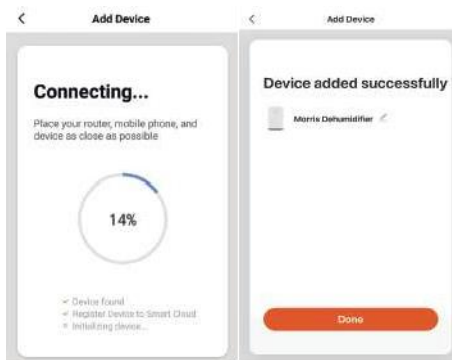 Add Device
Connecting...
Place your router, mobile phone, and
device as close as possible
14%
Device found
Register Device to Smart Cloud
Initializing device...
Add Device
Device added successfully
Morris Dehumidifier
Done